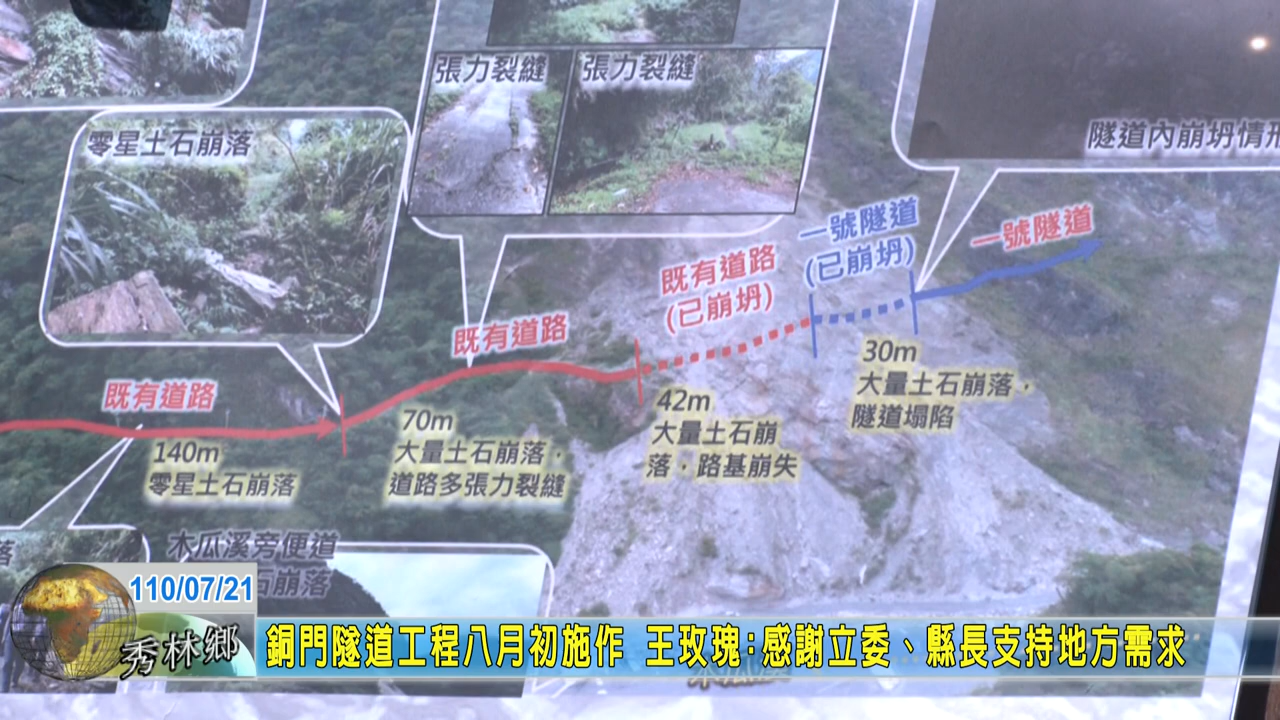 張力裂縫
張力裂縫
零星土石崩落
隧道內崩坍情形
一號隧道
(已崩坍)
一號隧道
既有道路
(已崩坍)
既有道路
既有道路
30m
大量土石崩落，
隧道塌陷
42m
大量土石崩
落，路基崩失
70m
大量土石崩落，
道路多張力裂縫
140m
零星土石崩落
落
木瓜溪旁便道
石崩落
110/07/21
秀林鄉
銅門隧道工程八月初施作 王玫瑰:感謝立委、縣長支持地方需求